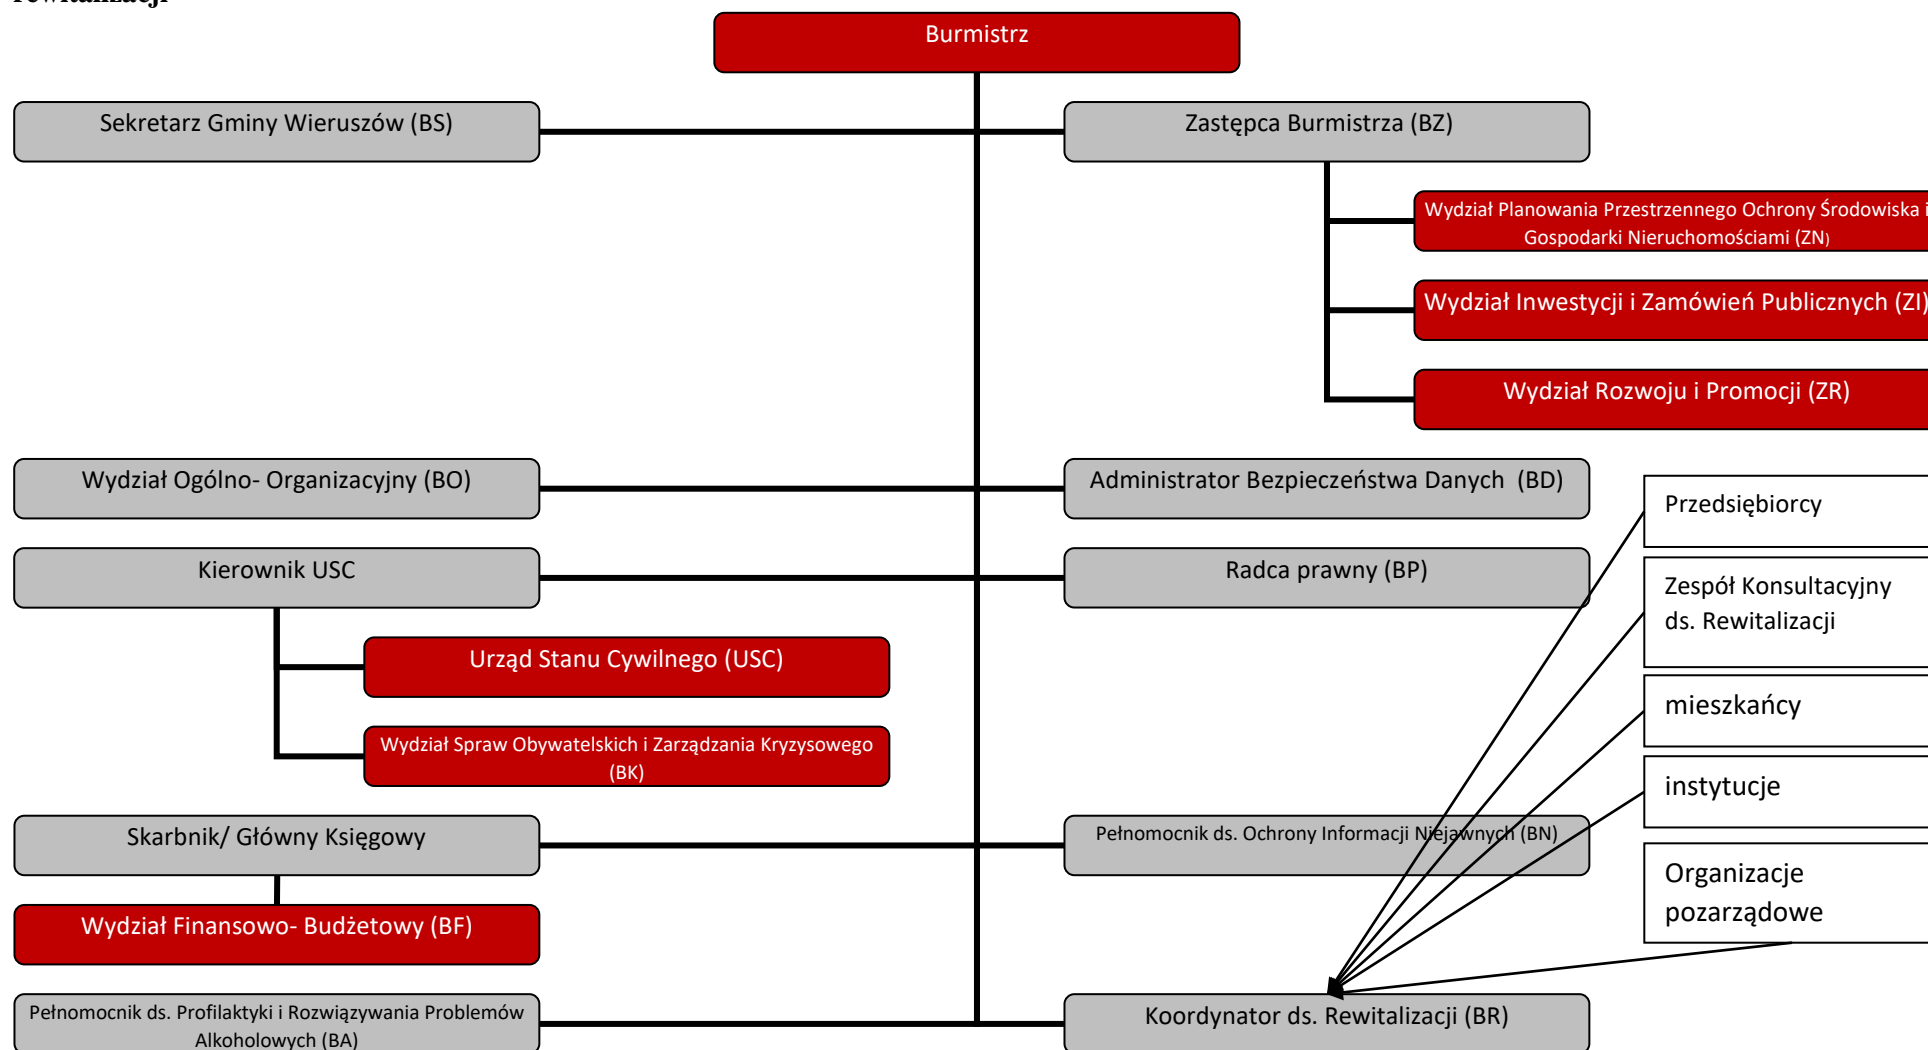 rewitalizacji
Burmistrz
Sekretarz Gminy Wieruszów (BS)
Zastępca Burmistrza (BZ)
Wydział Planowania Przestrzennego Ochrony Środowiska i
Gospodarki Nieruchomościami (ZN)
Wydział Inwestycji i Zamówień Publicznych (ZI)
Wydział Rozwoju i Promocji (ZR)
Wydział Ogólno- Organizacyjny (BO)
Administrator Bezpieczeństwa Danych (BD)
Kierownik USC
Radca prawny (BP)
Urząd Stanu Cywilnego (USC)
Wydział Spraw Obywatelskich i Zarządzania Kryzysowego
(BK)
Skarbnik/ Główny Księgowy
Pełnomocnik ds. Ochrony Informacji Niejawnych (BN)
Wydział Finansowo- Budżetowy (BF)
Pełnomocnik ds. Profilaktyki i Rozwiązywania Problemów
Alkoholowych (BA)
Koordynator ds. Rewitalizacji (BR)
Przedsiębiorcy
Zespół Konsultacyjny
ds. Rewitalizacji
mieszkańcy
instytucje
Organizacje
pozarządowe